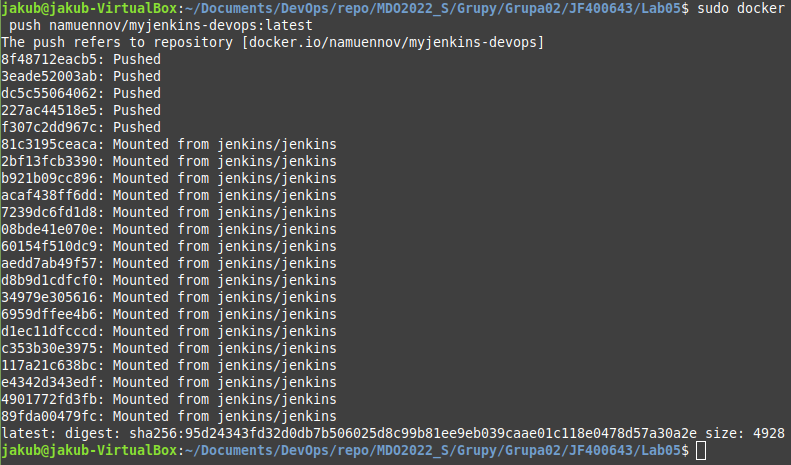 jakub@jakub-VirtualBox:~/Documents/DevOps/repo/MDO2022_S/Grupy/Grupa02/JF400643/Lab05$ sudo docker
push namuennov/myjenkins-devops:latest
The push refers to repository [docker.io/namuennov/myjenkins-devops]
8f48712eacb5: Pushed
3eade52003ab: Pushed
dc5c55064062: Pushed
227ac44518e5: Pushed
f307c2dd967c: Pushed
81c3195ceaca: Mounted from jenkins/jenkins
2bf13fcb3390: Mounted from jenkins/jenkins
b921b09cc896: Mounted from jenkins/jenkins
acaf438ff6dd: Mounted from jenkins/jenkins
7239dc6fd1d8: Mounted from jenkins/jenkins
08bde41e070e: Mounted from jenkins/jenkins
60154f510dc9: Mounted from jenkins/jenkins
aedd7ab49f57: Mounted from jenkins/jenkins
d8b9d1cdfcf0: Mounted from jenkins/jenkins
34979e305616: Mounted from jenkins/jenkins
6959dffee4b6: Mounted from jenkins/jenkins
d1ec11dfcccd: Mounted from jenkins/jenkins
c353b30e3975: Mounted from jenkins/jenkins
117a21c638bc: Mounted from jenkins/jenkins
e4342d343edf: Mounted from jenkins/jenkins
4901772fd3fb: Mounted from jenkins/jenkins
89fda00479fc: Mounted from jenkins/jenkins
latest: digest: sha256:95d24343fd32d0db7b506025d8c99b81ee9eb039caae01c118e0478d57a30a2e size: 4928
jakub@jakub-VirtualBox:~/Documents/DevOps/repo/MDO2022_S/Grupy/Grupa02/JF400643/Lab05$